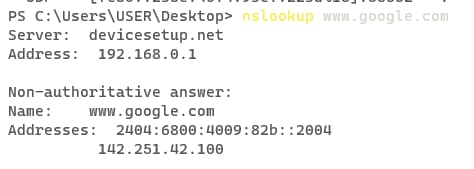 PS C:\Users\USER\Desktop> nslookup www.google.com
Server:  devicesetup.net
Address:  192.168.0.1

Non-authoritative answer:
Name:    www.google.com
Addresses:  2404:6800:4009:82b::2004
          142.251.42.100